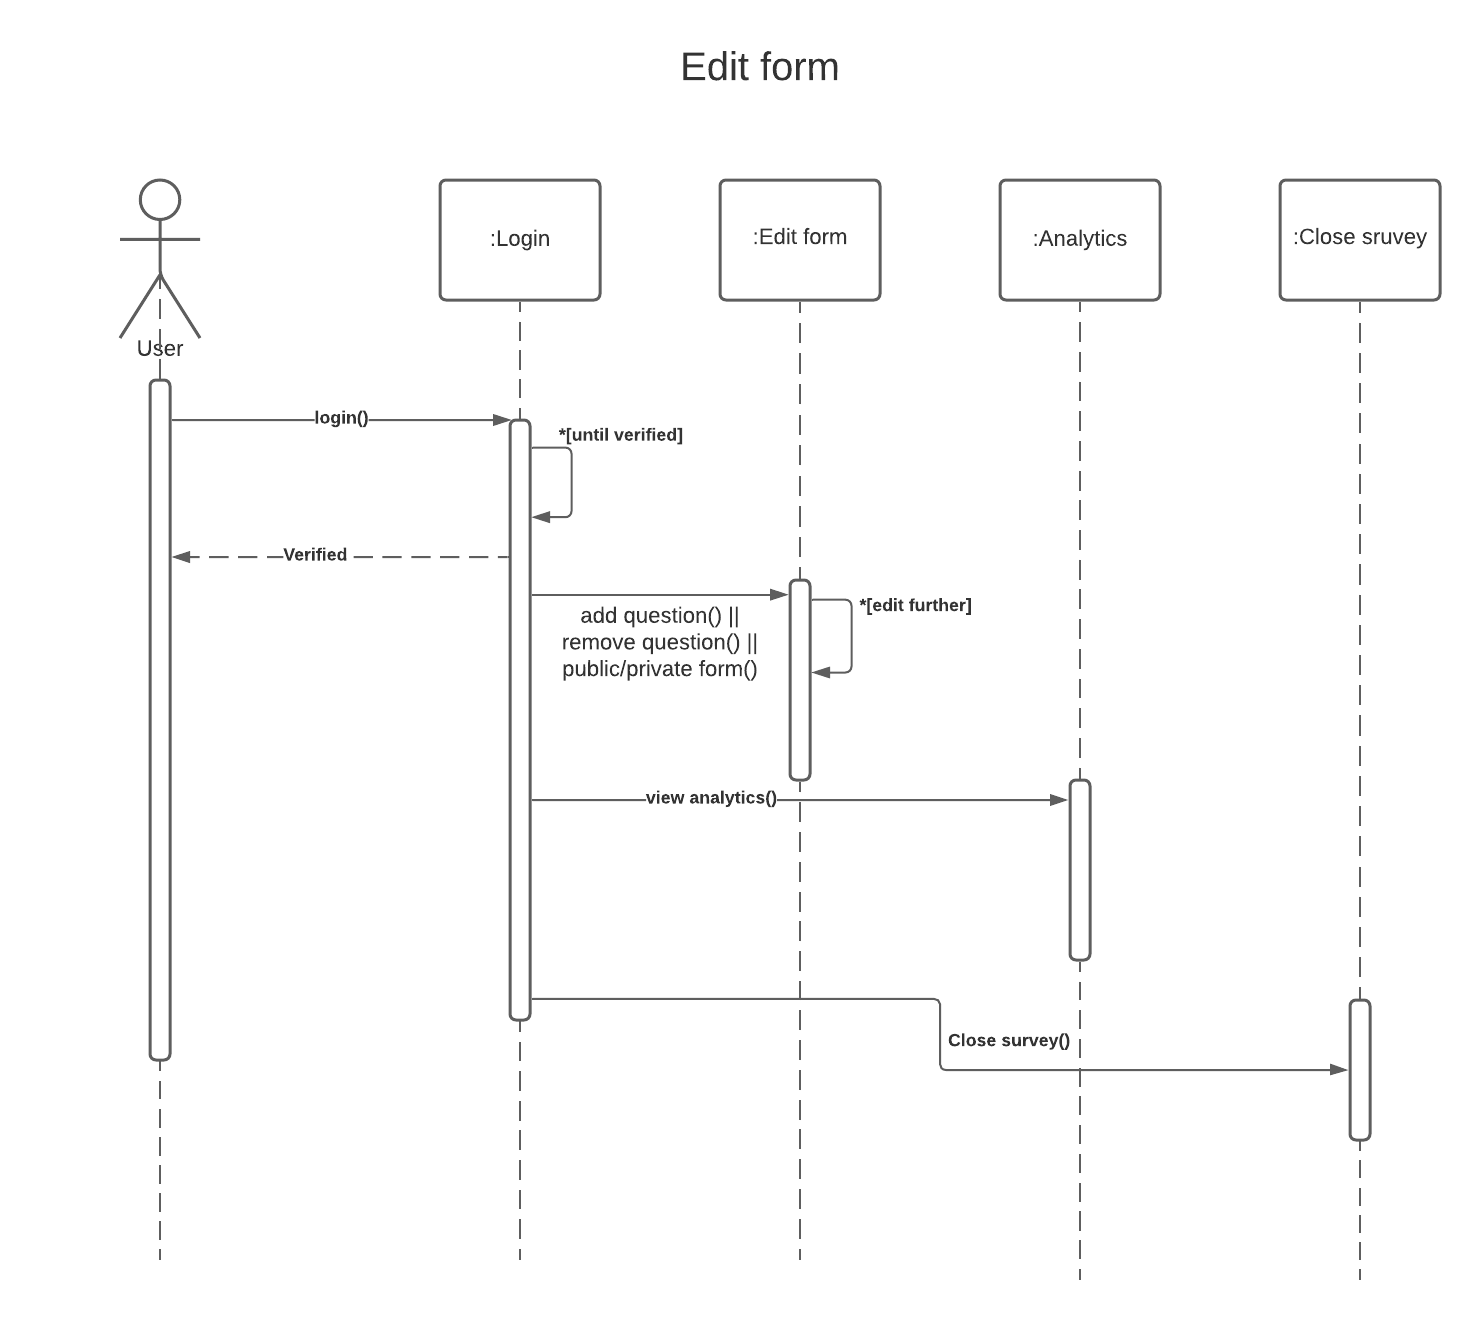 Edit form
:Login
:Edit form
:Analytics
:Close sruvey
User
login()
*[until verified]
Verified
*[edit further]
add question() ||
remove question() ||
public/private form()
view analytics()
Close survey()